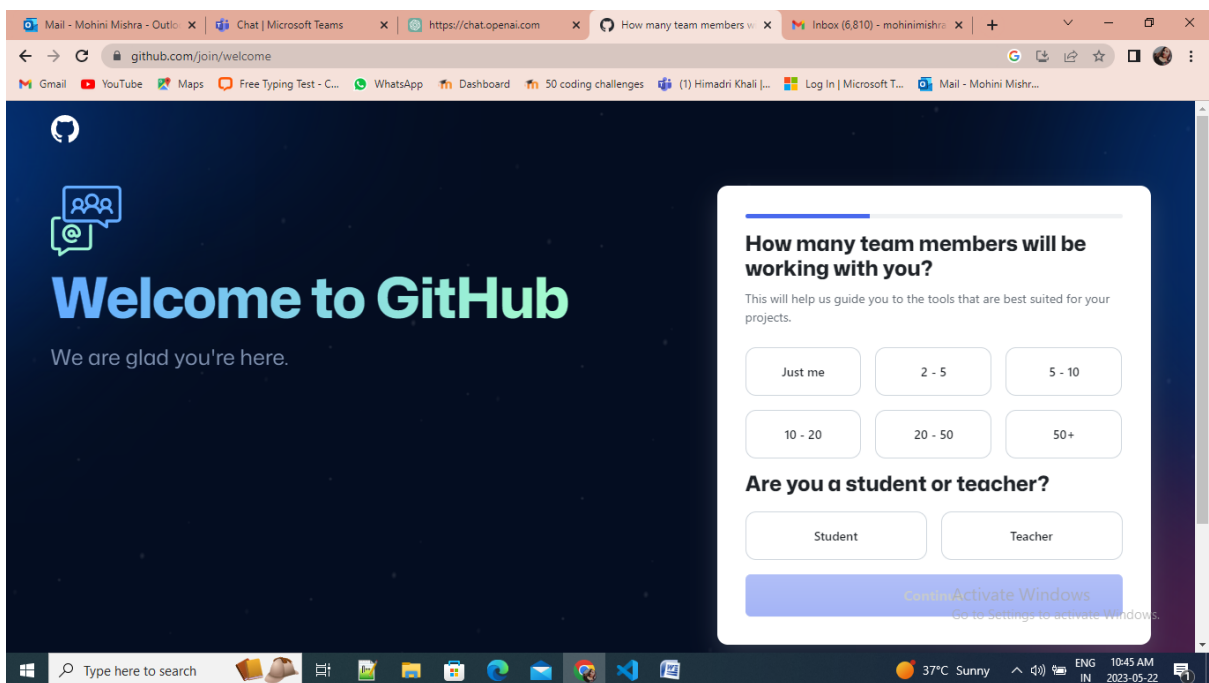 Mail - Mohini Mishra - Outlo
Chat | Microsoft Teams
https://chat.openai.com
How many team members w
Inbox (6,810) - mohinimishra
github.com/join/welcome
Gmail
YouTube
Maps
Free Typing Test - C...
WhatsApp
Dashboard
50 coding challenges
(1) Himadri Khali |...
Log In | Microsoft T...
Mail - Mohini Mishr...
Welcome to GitHub
We are glad you're here.
How many team members will be
working with you?
This will help us guide you to the tools that are best suited for your
projects.
Just me
2 - 5
5 - 10
10 - 20
20 - 50
50+
Are you a student or teacher?
Student
Teacher
Continue
Activate Windows
Go to Settings to activate Windows.
Type here to search
37°C Sunny
ENG
IN
10:45 AM
2023-05-22
1